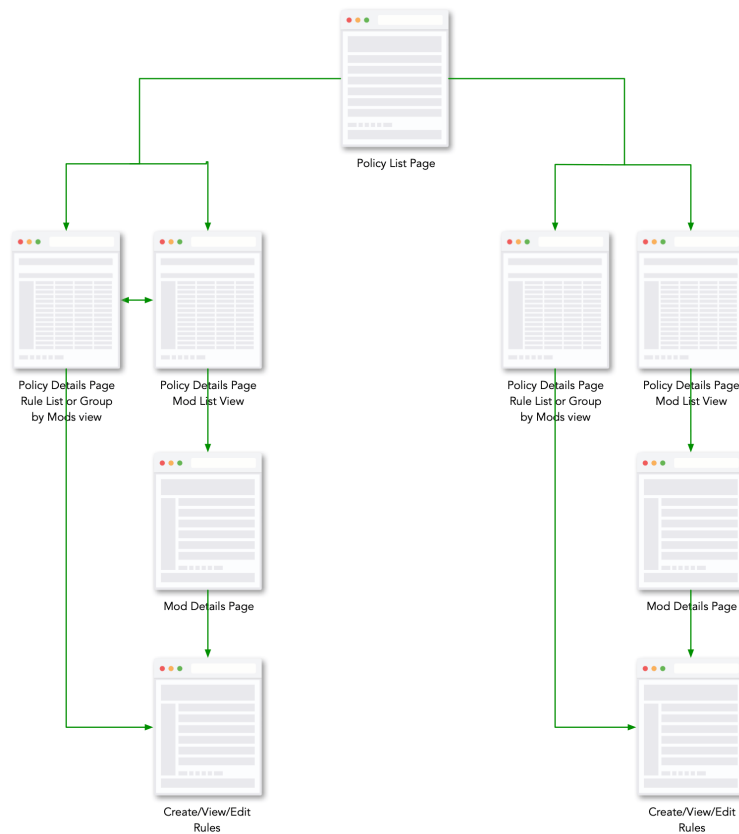 Policy List Page
Policy Details Page
Rule List or Group
by Mods view
Policy Details Page
Mod List View
Policy Details Page
Rule List or Group
by Mods view
Policy Details Page
Mod List View
Mod Details Page
Mod Details Page
Create/View/Edit
Rules
Create/View/Edit
Rules